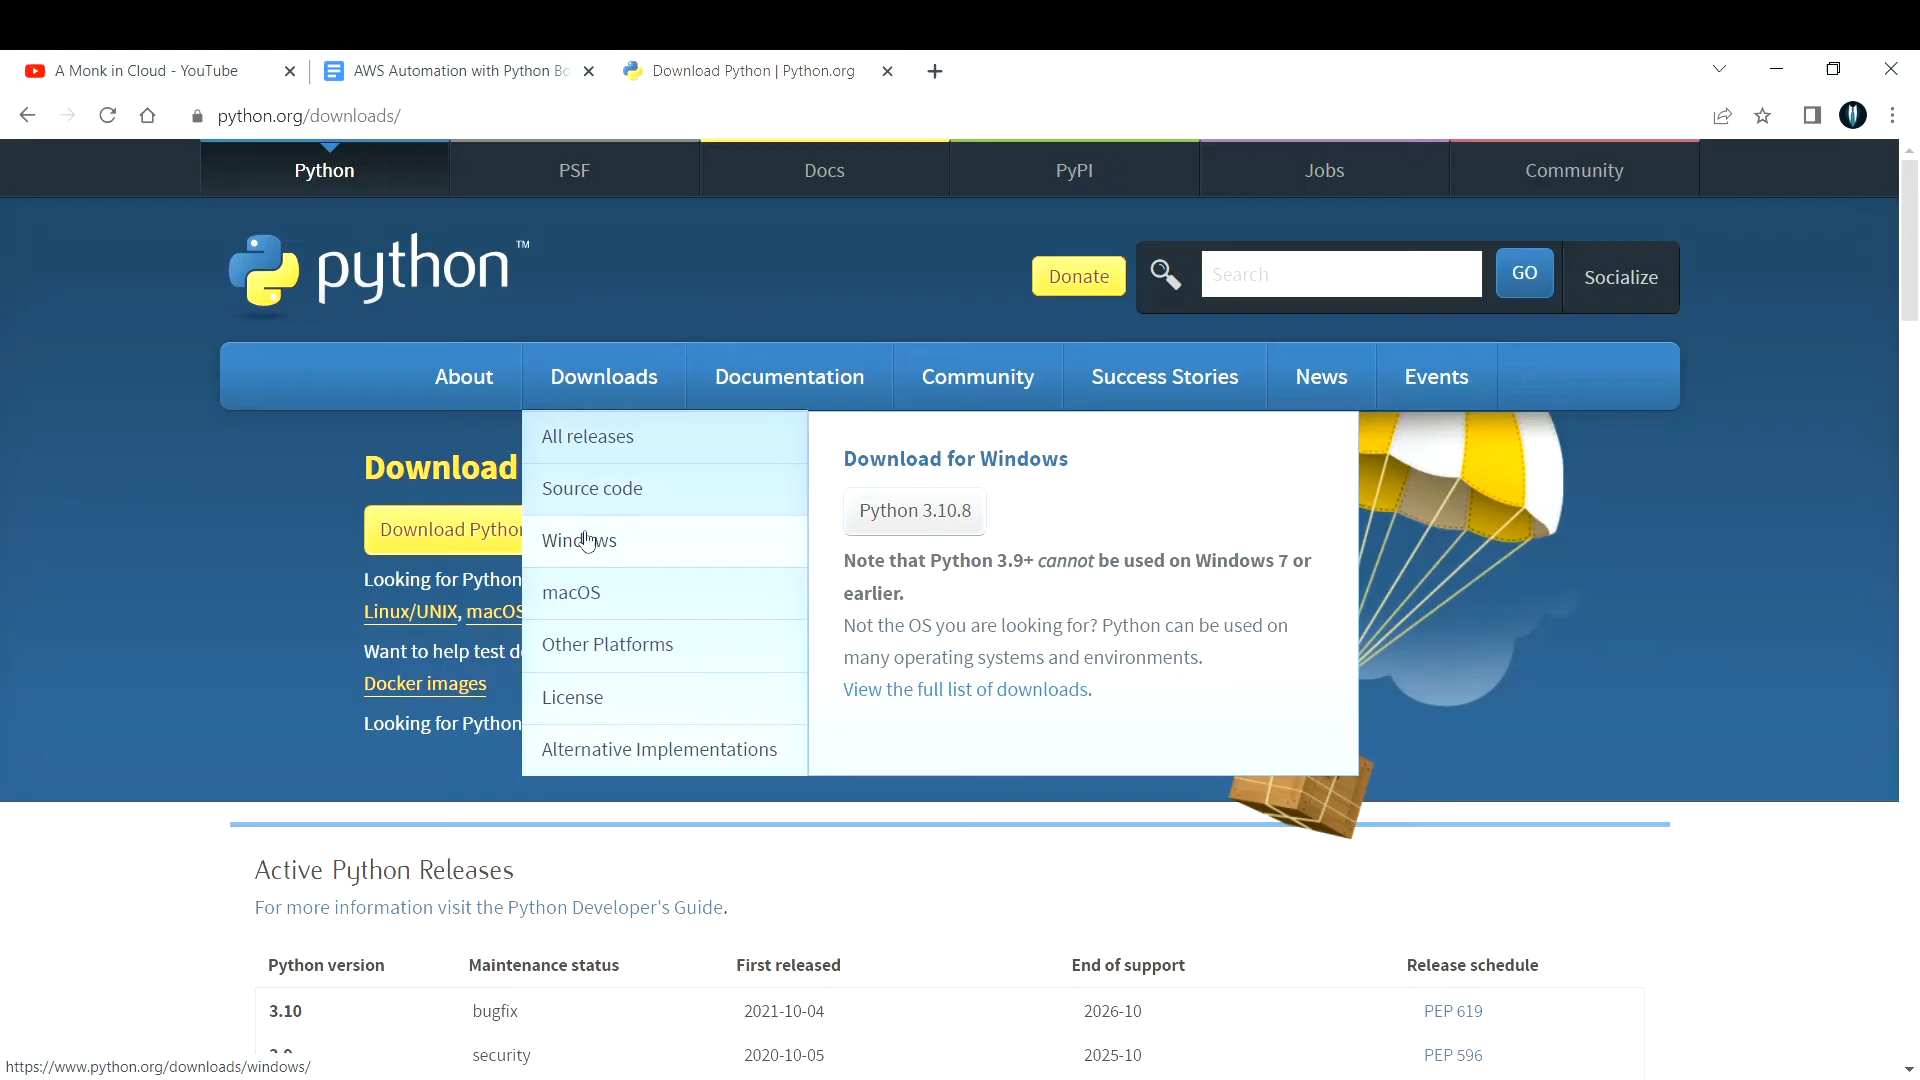 A Monk in Cloud - YouTube
AWS Automation with Python Bo
Download Python | Python.org
python.org/downloads/
Python
PSF
Docs
PyPI
Jobs
Community
python™
Donate
Search
GO
Socialize
About
Downloads
Documentation
Community
Success Stories
News
Events
Download
Download Python
Looking for Python
Linux/UNIX, macOS
Want to help test d
Docker images
Looking for Python
All releases
Source code
Windows
macOS
Other Platforms
License
Alternative Implementations
Download for Windows
Python 3.10.8
Note that Python 3.9+ cannot be used on Windows 7 or
earlier.
Not the OS you are looking for? Python can be used on
many operating systems and environments.
View the full list of downloads.
Active Python Releases
For more information visit the Python Developer's Guide.
Python version Maintenance status First released End of support Release schedule
3.10 bugfix 2021-10-04 2026-10 PEP 619
3.9 security 2020-10-05 2025-10 PEP 596
https://www.python.org/downloads/windows/